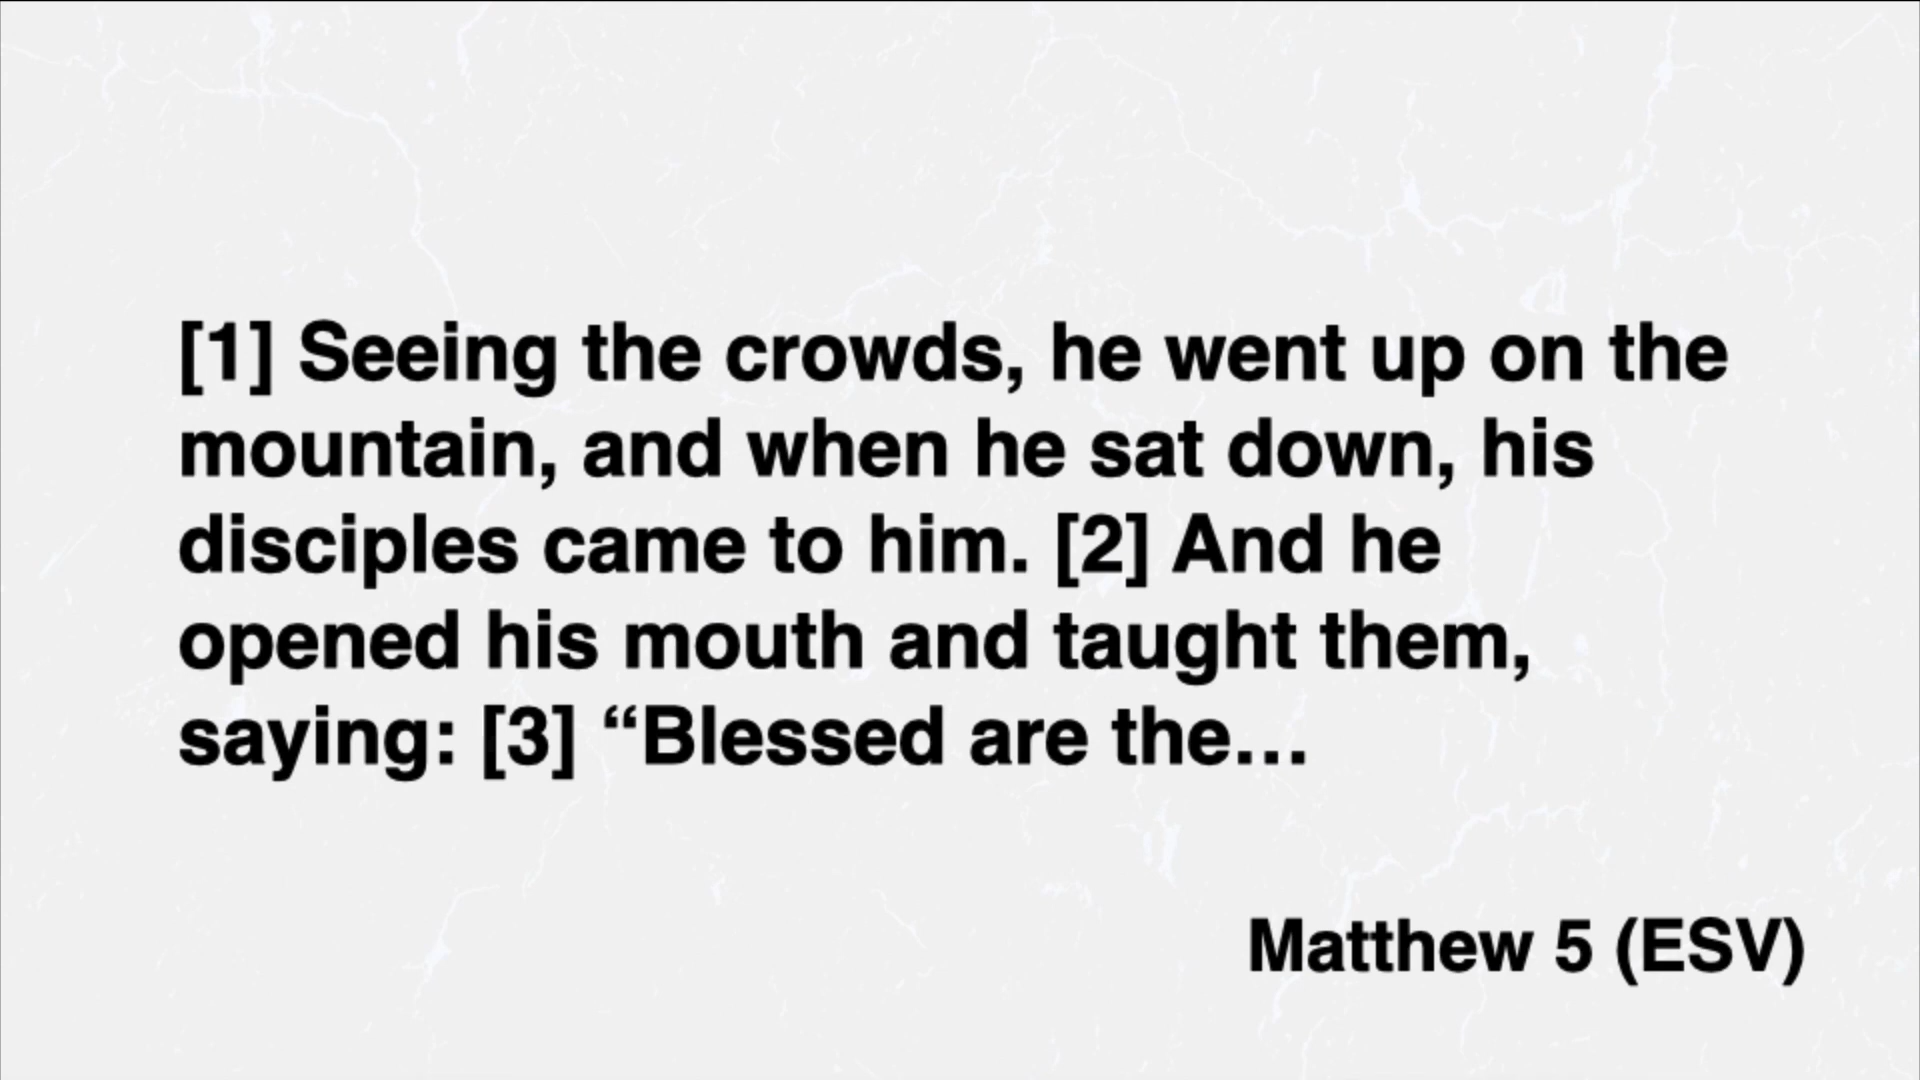 [1] Seeing the crowds, he went up on the
mountain, and when he sat down, his
disciples came to him. [2] And he
opened his mouth and taught them,
saying: [3] “Blessed are the…
Matthew 5 (ESV)